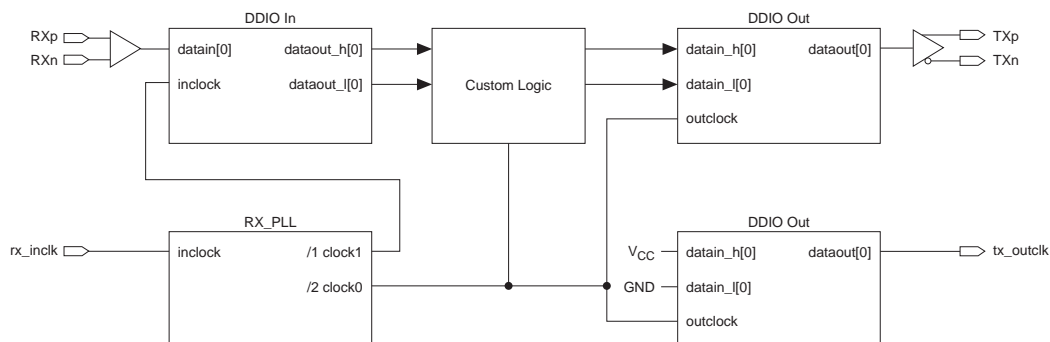 DDIO In
DDIO Out
RXp
RXn
datain[0]
dataout_h[0]
inclock
dataout_l[0]
Custom Logic
datain_h[0]
dataout[0]
datain_l[0]
outclock
TXp
TXn
RX_PLL
DDIO Out
rx_inclk
inclock
/1 clock1
/2 clock0
VCC
datain_h[0]
dataout[0]
tx_outclk
GND
datain_l[0]
outclock